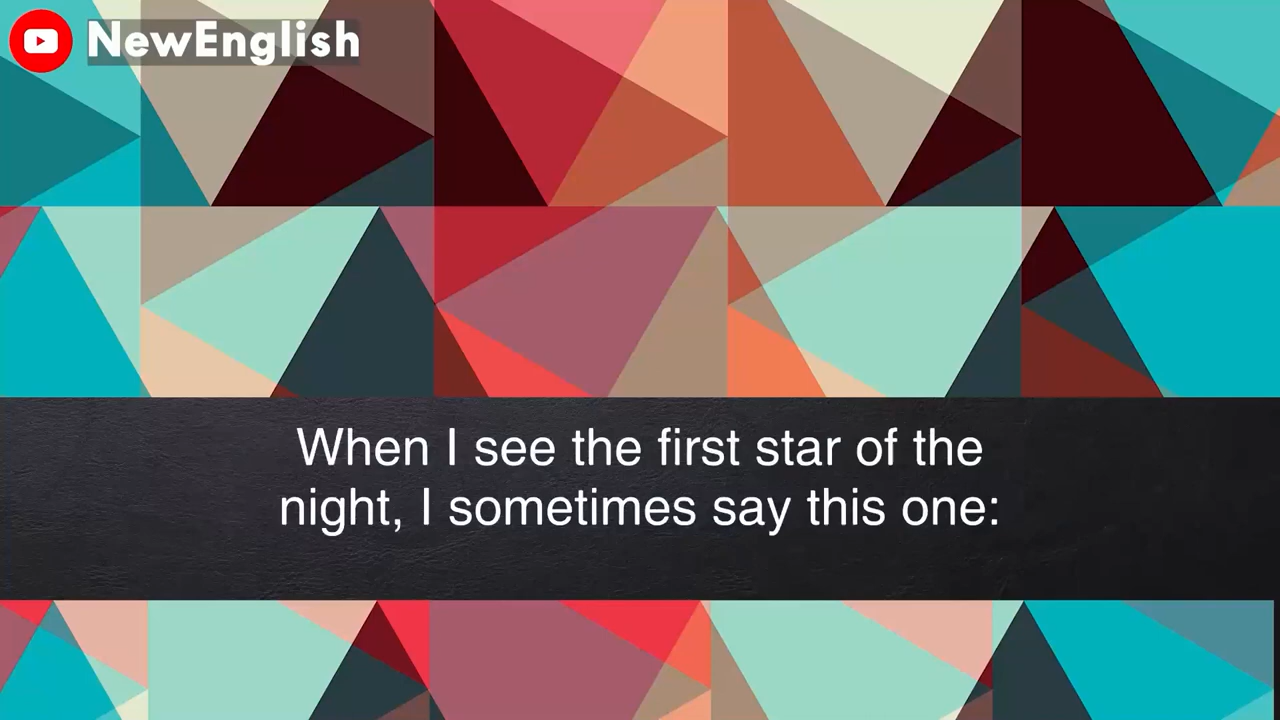 NewEnglish
When I see the first star of the
night, I sometimes say this one: